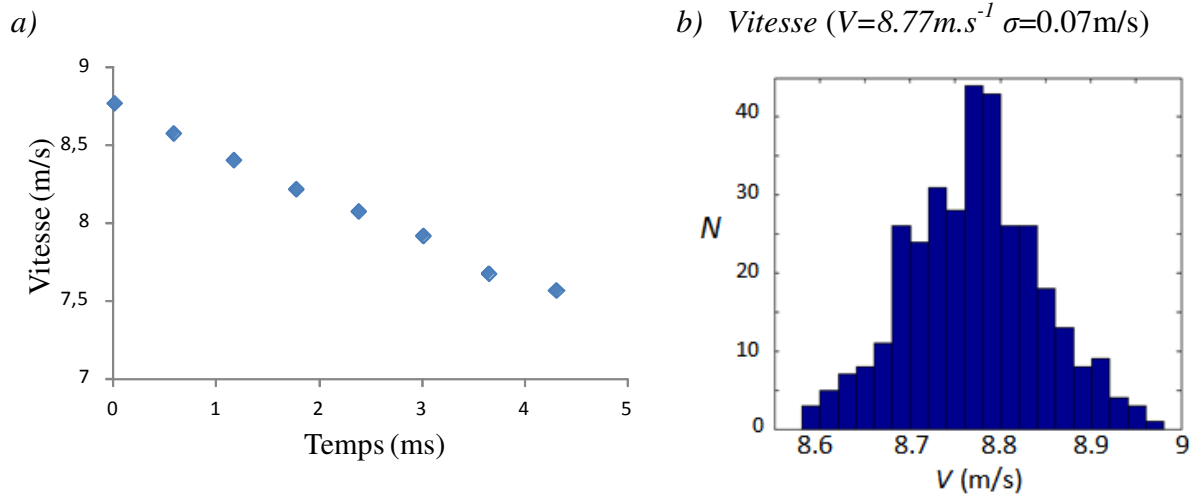 a)
b) Vitesse (V=8.77m.s-1 σ=0.07m/s)
9
8,5
8
7,5
7
Vitesse (m/s)
0 1 2 3 4 5
Temps (ms)
40
30
20
10
0
N
8.6 8.7 8.8 8.9 9
V (m/s)